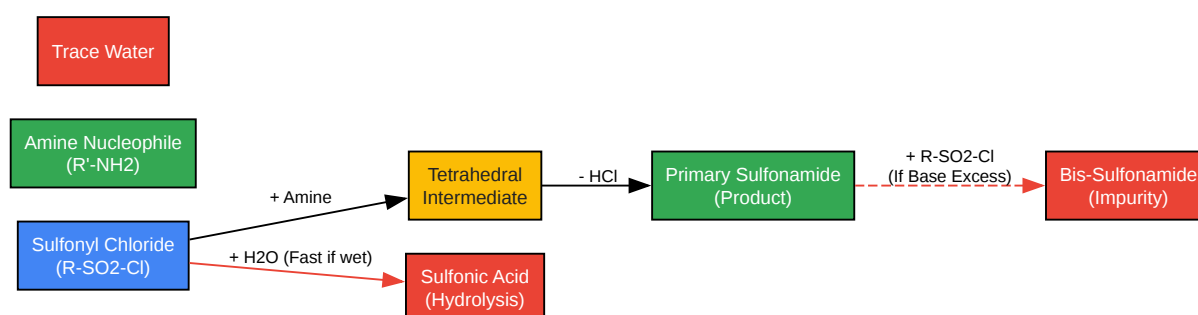 Trace Water
Amine Nucleophile
(R'-NH2)
Sulfonyl Chloride
(R-SO2-Cl)
+ Amine
+ H2O (Fast if wet)
Tetrahedral
Intermediate
Sulfonic Acid
(Hydrolysis)
- HCl
Primary Sulfonamide
(Product)
+ R-SO2-Cl
(If Base Excess)
Bis-Sulfonamide
(Impurity)